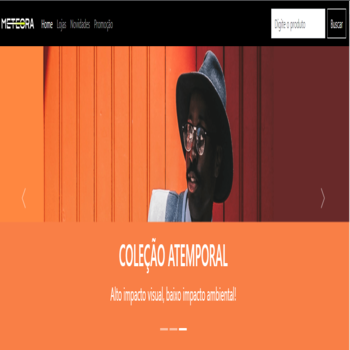 METEORA Home Lojas Novidades Promoção Digite o produto Buscar
COLEÇÃO ATEMPORAL
Alto impacto visual, baixo impacto ambiental!